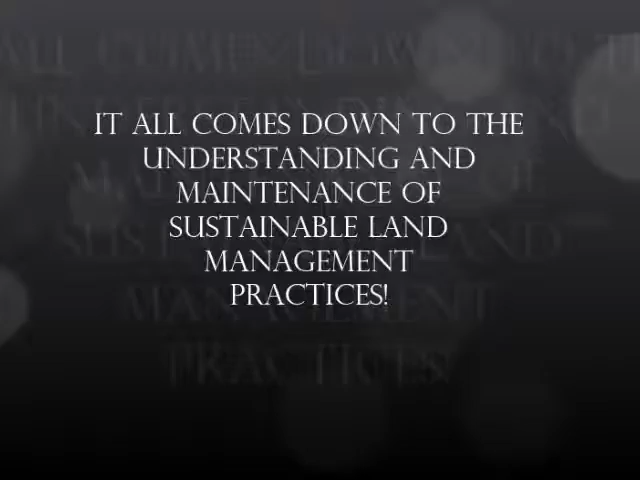 IT ALL COMES DOWN TO THE
UNDERSTANDING AND
MAINTENANCE OF
SUSTAINABLE LAND
MANAGEMENT
PRACTICES!